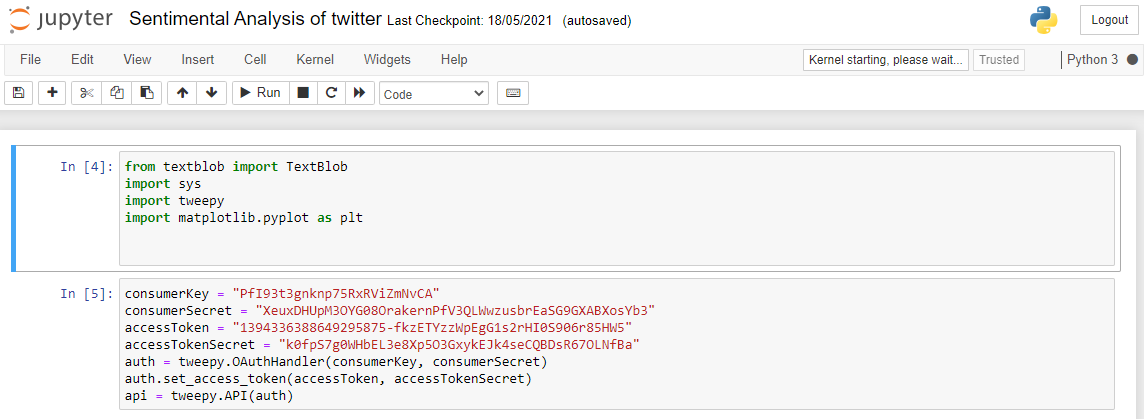 jupyter Sentimental Analysis of twitter Last Checkpoint: 18/05/2021 (autosaved)
Logout
File Edit View Insert Cell Kernel Widgets Help Kernel starting, please wait... Trusted Python 3
Run Code
In [4]: from textblob import TextBlob
import sys
import tweepy
import matplotlib.pyplot as plt
In [5]: consumerKey = "PfI93t3gnknp75RxRViZmNvCA"
consumerSecret = "XeuxDHUpM3OYG08OrakernPfV3QLWwzusbrEaSG9GXABXosYb3"
accessToken = "1394336388649295875-fkzETYzzWpEgG1s2rHI0S906r85HW5"
accessTokenSecret = "k0fpS7g0WHbEL3e8Xp5O3GxykEJk4seCQBDsR67OLNfBa"
auth = tweepy.OAuthHandler(consumerKey, consumerSecret)
auth.set_access_token(accessToken, accessTokenSecret)
api = tweepy.API(auth)